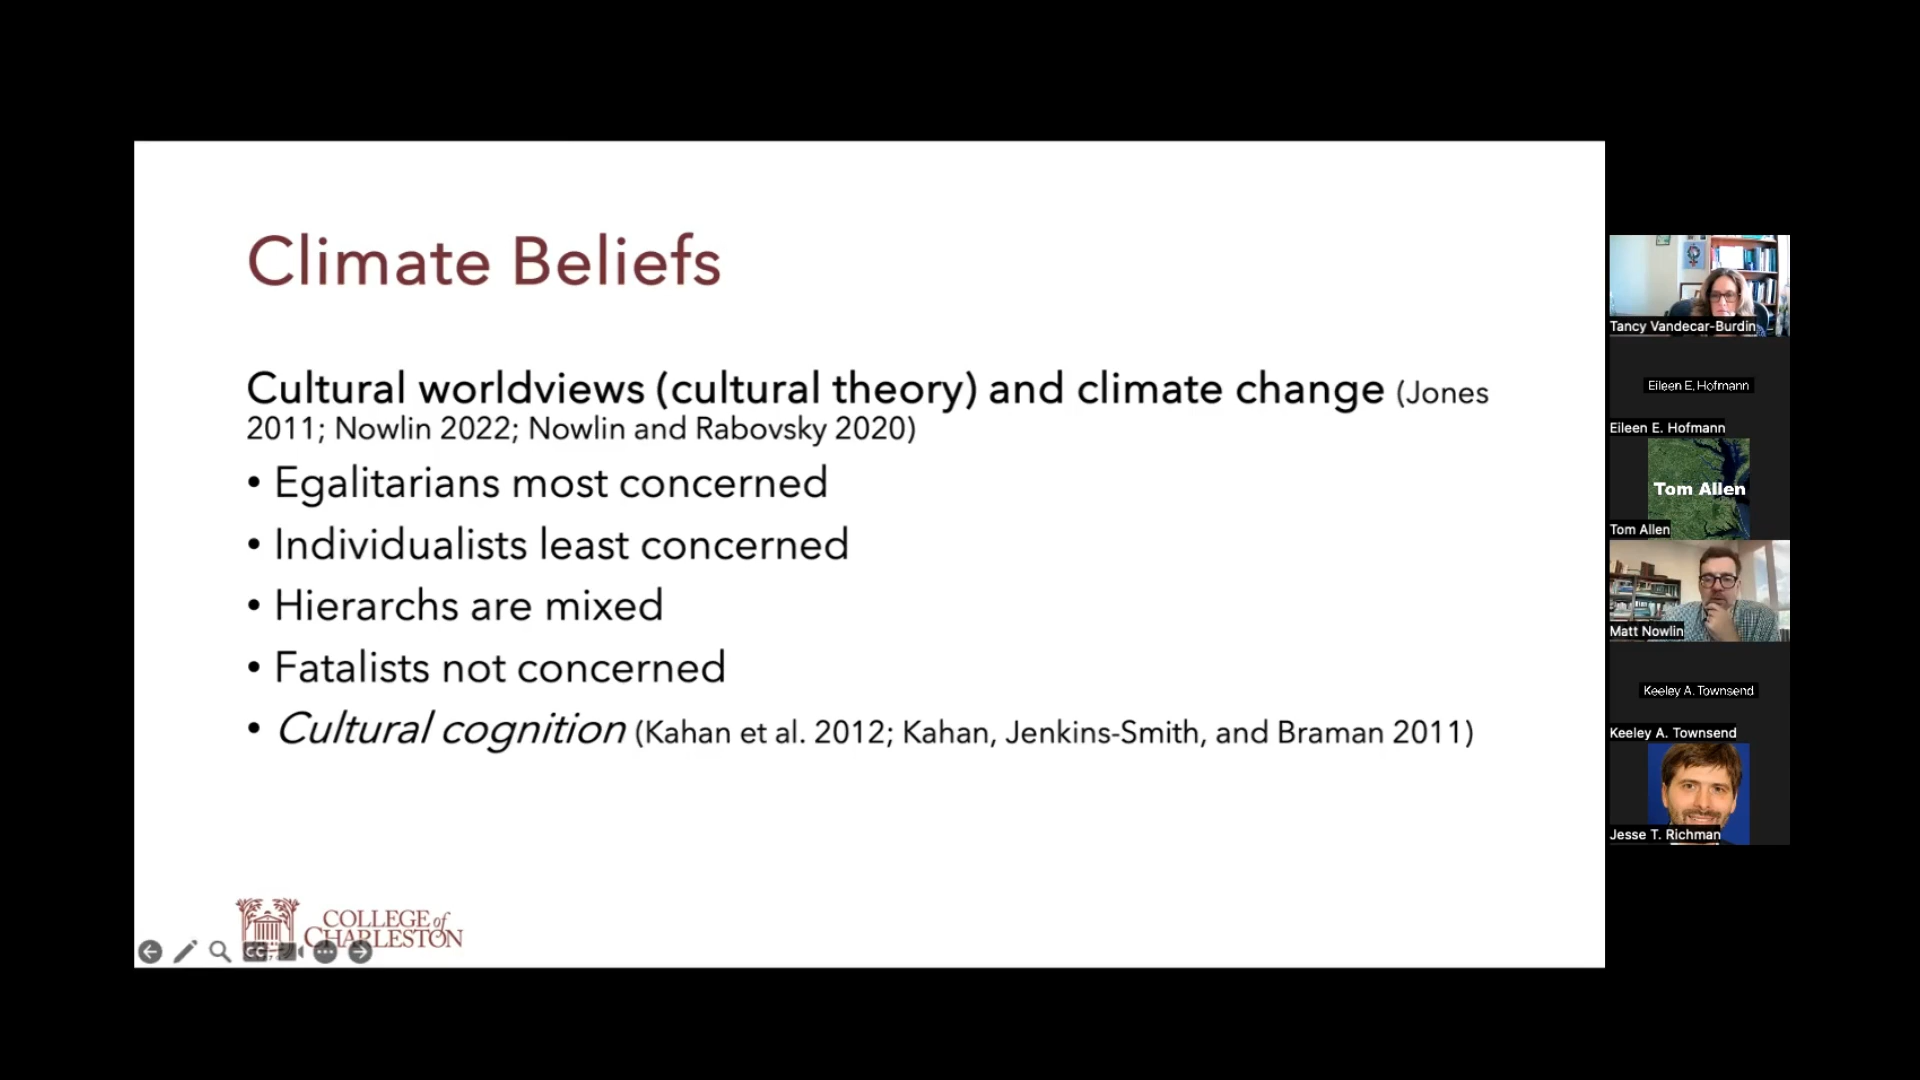 Climate Beliefs
Cultural worldviews (cultural theory) and climate change (Jones
2011; Nowlin 2022; Nowlin and Rabovsky 2020)
• Egalitarians most concerned
• Individualists least concerned
• Hierarchs are mixed
• Fatalists not concerned
• Cultural cognition (Kahan et al. 2012; Kahan, Jenkins-Smith, and Braman 2011)
COLLEGE of
CHARLESTON
CC
Tancy Vandecar-Burdin
Eileen E. Hofmann
Eileen E. Hofmann
Tom Allen
Tom Allen
Matt Nowlin
Keeley A. Townsend
Keeley A. Townsend
Jesse T. Richman